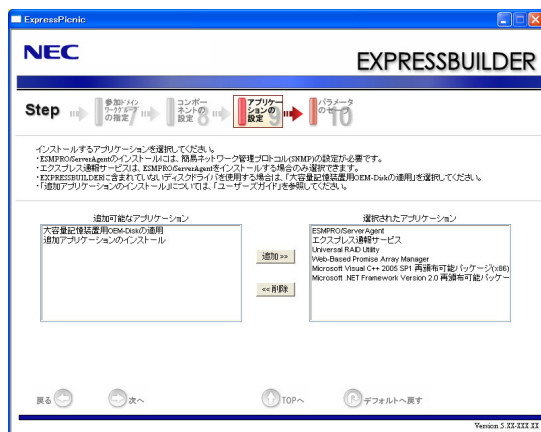 ExpressPicnic
NEC
EXPRESSBUILDER
Step
参加ドメイン
ワークグループ
の指定
7
コンポー
ネントの
設定
8
アプリケー
ションの
設定
9
パラメータ
のセーブ
10
インストールするアプリケーションを選択してください。
・ESMPRO/ServerAgentのインストールには、簡易ネットワーク管理プロトコル(SNMP)の設定が必要です。
・エクスプレス通報サービスは、ESMPRO/ServerAgentをインストールする場合のみ選択できます。
・EXPRESSBUILDERに含まれていないディスクドライバを使用する場合は、「大容量記憶装置用OEM-Diskの適用」を選択してください。
・「追加アプリケーションのインストール」については、「ユーザーズガイド」を参照してください。
追加可能なアプリケーション
大容量記憶装置用OEM-Diskの適用
追加アプリケーションのインストール
追加 >>
<< 削除
選択されたアプリケーション
ESMPRO/ServerAgent
エクスプレス通報サービス
Universal RAID Utility
Web-Based Promise Array Manager
Microsoft Visual C++ 2005 SP1 再頒布可能パッケージ(x86)
Microsoft .NET Framework Version 2.0 再頒布可能パッケー
戻る
次へ
TOPへ
デフォルトへ戻す
Version 5.XX-XXX.XX